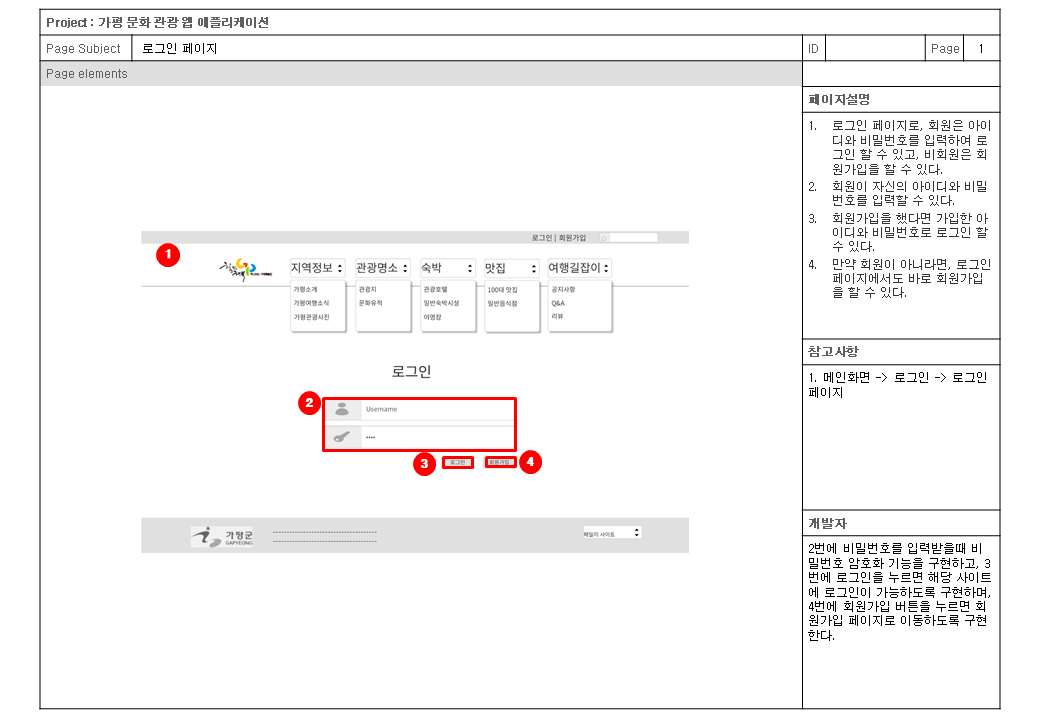 Project : 가평 문화 관광 웹 애플리케이션
Page Subject 로그인 페이지 ID Page 1
Page elements
로그인 | 회원가입
1
지역정보 관광명소 숙박 맛집 여행길잡이
가평소개 관광지 관광호텔 100대 맛집 공지사항
가평여행소식 문화유적 일반숙박시설 일반음식점 Q&A
가평관광사진 야영장 리뷰
로그인
2
Username
••••
3 로그인 회원가입 4
가평군
GAPYEONG
패밀리 사이트
페이지설명
1. 로그인 페이지로, 회원은 아이
디와 비밀번호를 입력하여 로
그인 할 수 있고, 비회원은 회
원가입을 할 수 있다.
2. 회원이 자신의 아이디와 비밀
번호를 입력할 수 있다.
3. 회원가입을 했다면 가입한 아
이디와 비밀번호로 로그인 할
수 있다.
4. 만약 회원이 아니라면, 로그인
페이지에서도 바로 회원가입
을 할 수 있다.
참고사항
1. 메인화면 -> 로그인 -> 로그인
페이지
개발자
2번에 비밀번호를 입력받을때 비
밀번호 암호화 기능을 구현하고, 3
번에 로그인을 누르면 해당 사이트
에 로그인이 가능하도록 구현하며,
4번에 회원가입 버튼을 누르면 회
원가입 페이지로 이동하도록 구현
한다.